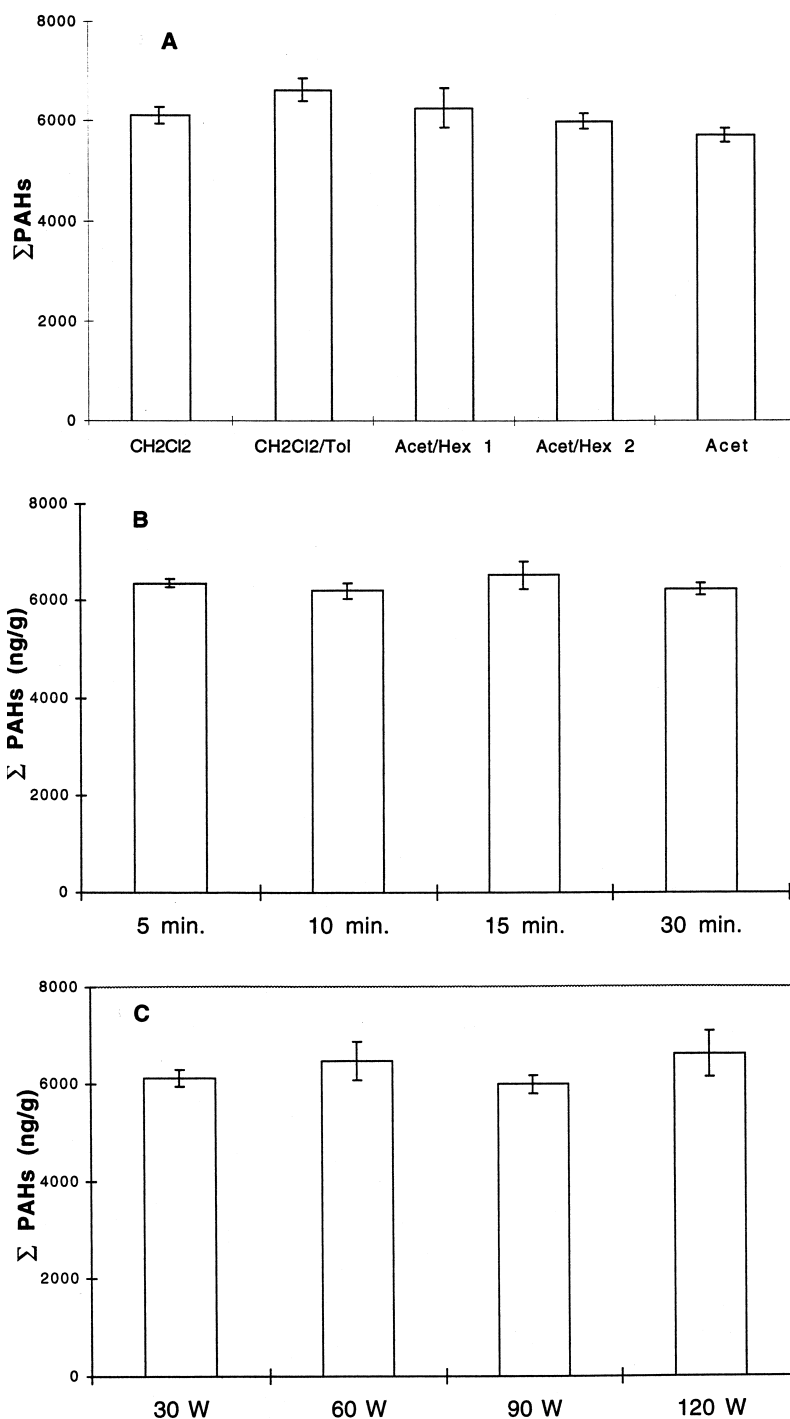 A
8000
6000
4000
2000
0
ΣPAHs
CH2Cl2 CH2Cl2/Tol Acet/Hex 1 Acet/Hex 2 Acet
B
8000
6000
4000
2000
0
Σ PAHs (ng/g)
5 min. 10 min. 15 min. 30 min.
C
8000
6000
4000
2000
0
Σ PAHs (ng/g)
30 W 60 W 90 W 120 W